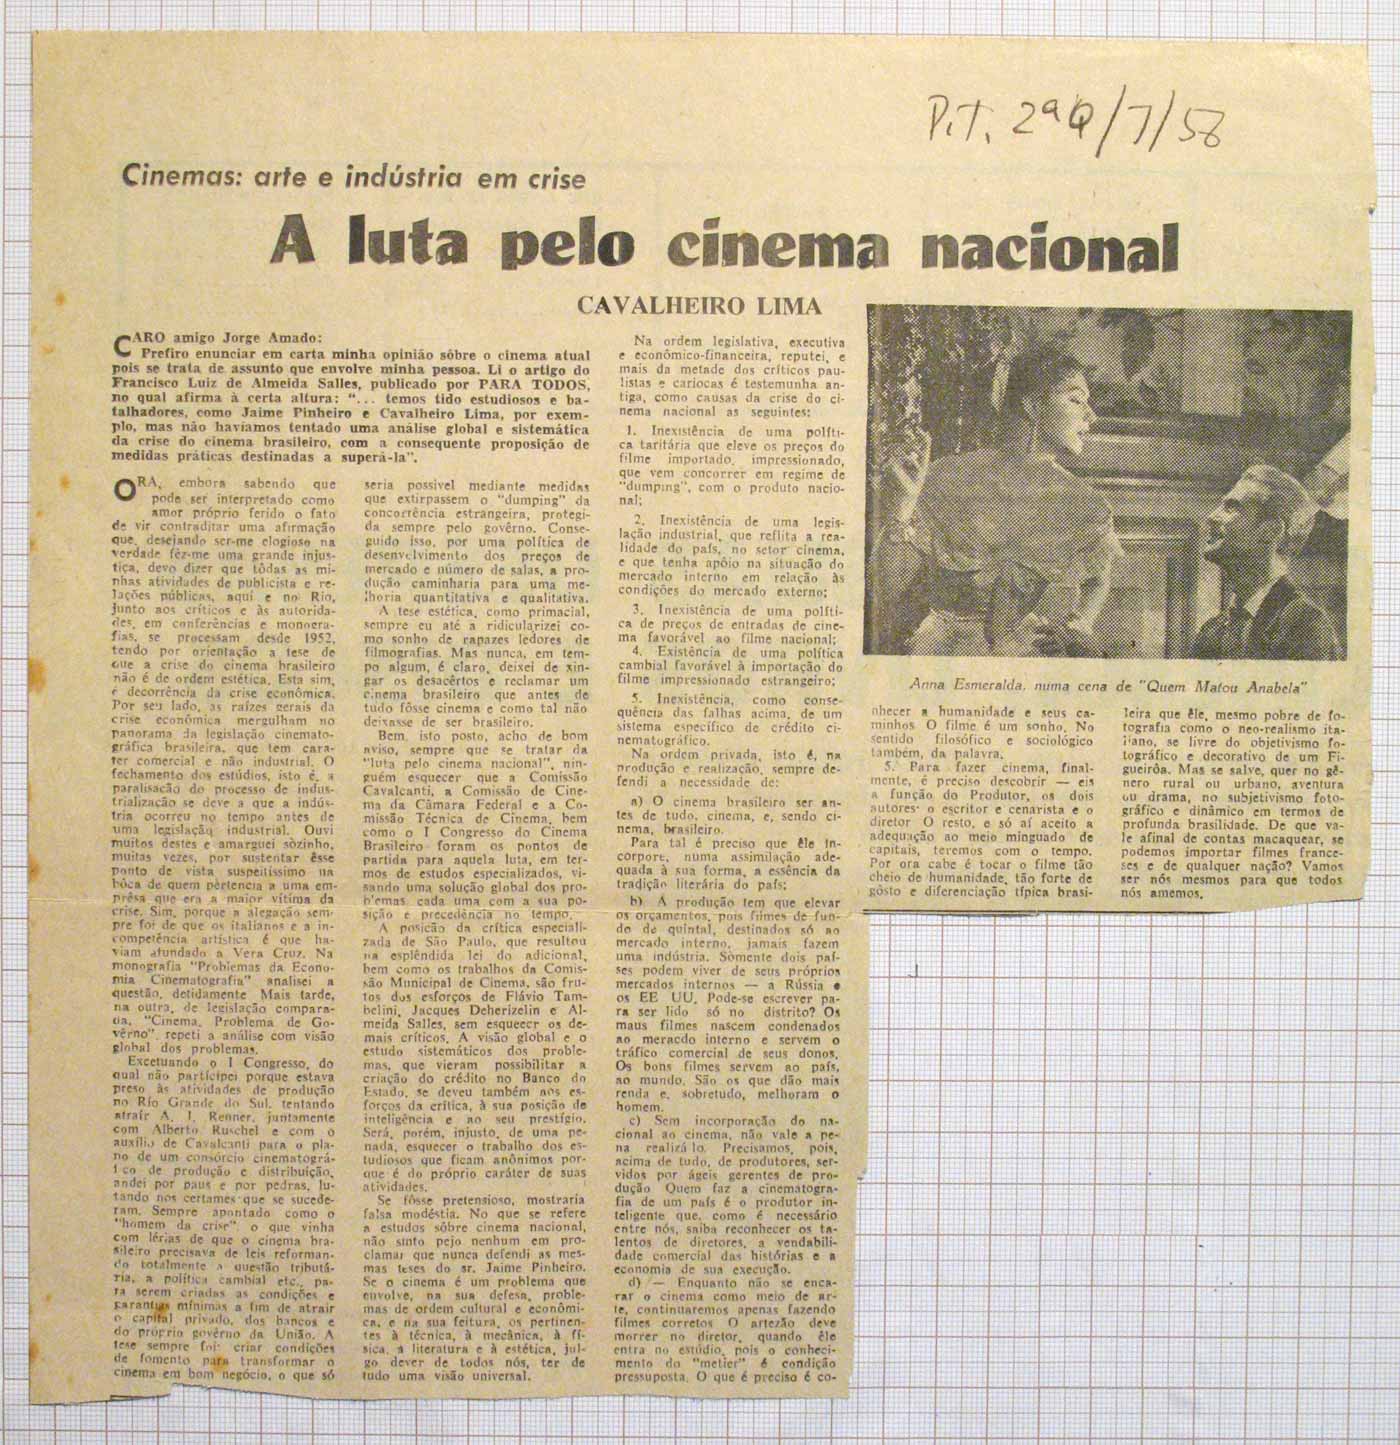 P.T. 2ª Q/7/58
Cinemas: arte e indústria em crise
A luta pelo cinema nacional
CAVALHEIRO LIMA
CARO amigo Jorge Amado:
Prefiro enunciar em carta minha opinião sôbre o cinema atual
pois se trata de assunto que envolve minha pessoa. Li o artigo do
Francisco Luiz de Almeida Salles, publicado por PARA TODOS,
no qual afirma à certa altura: "... temos tido estudiosos e ba-
talhadores, como Jaime Pinheiro e Cavalheiro Lima, por exem-
plo, mas não havíamos tentado uma análise global e sistemática
da crise do cinema brasileiro, com a consequente proposição de
medidas práticas destinadas a superá-la".
ORA, embora sabendo que
pode ser interpretado como
amor próprio ferido o fato
de vir contraditar uma afirmação
que, desejando ser-me elogioso na
verdade fêz-me uma grande injus-
tiça, devo dizer que tôdas as mi-
nhas atividades de publicista e re-
lações públicas, aqui e no Rio,
junto aos críticos e às autorida-
des, em conferências e monogra-
fias, se processam desde 1952,
tendo por orientação a tese de
que a crise do cinema brasileiro
não é de ordem estética. Esta sim,
é decorrência da crise econômica.
Por seu lado, as raízes gerais da
crise econômica mergulham no
panorama da legislação cinemato-
gráfica brasileira, que tem cara-
ter comercial e não industrial. O
fechamento dos estúdios, isto é, a
paralisação do processo de indus-
trialização se deve a que a indús-
tria ocorreu no tempo antes de
uma legislação industrial. Ouvi
muitos destes e amarguei sòzinho,
muitas vezes, por sustentar êsse
ponto de vista suspeitíssimo na
bôca de quem pertencia a uma em-
prêsa que era a maior vítima da
crise. Sim, porque a alegação sem-
pre foi de que os italianos e a in-
competência artística é que ha-
viam afundado a Vera Cruz. Na
monografia "Problemas da Econo-
mia Cinematografia" analisei a
questão, detidamente Mais tarde,
na outra, de legislação compara-
da, "Cinema, Problema de Go-
vêrno", repeti a análise com visão
global dos problemas.
Excetuando o I Congresso, do
qual não participei porque estava
preso às atividades de produção
no Rio Grande do Sul, tentando
atrair A. J. Renner, juntamente
com Alberto Ruschel e com o
auxílio de Cavalcanti para o pla-
no de um consórcio cinematográ-
fico de produção e distribuição,
andei por paus e por pedras, lu-
tando nos certames que se sucede-
ram. Sempre apontado como o
"homem da crise", o que vinha
com lérias de que o cinema bra-
sileiro precisava de leis reforman-
do totalmente a questão tributá-
ria, a política cambial etc., pa-
ra serem criadas as condições e
garantias mínimas a fim de atrair
o capital privado, dos bancos e
do próprio govêrno da União. A
tese sempre foi: criar condições
de fomento para transformar o
cinema em bom negócio, o que só
seria possivel mediante medidas
que extirpassem o "dumping" da
concorrência estrangeira, protegi-
da sempre pelo govêrno. Conse-
guido isso, por uma política de
desenvolvimento dos preços de
mercado e número de salas, a pro-
dução caminharia para uma me-
lhoria quantitativa e qualitativa.
A tese estética, como primacial,
sempre eu até a ridicularizei co-
mo sonho de rapazes ledores de
filmografias. Mas nunca, em tem-
po algum, é claro, deixei de xin-
gar os desacêrtos e reclamar um
cinema brasileiro que antes de
tudo fôsse cinema e como tal não
deixasse de ser brasileiro.
Bem, isto posto, acho de bom
aviso, sempre que se tratar da
"luta pelo cinema nacional", nin-
guém esquecer que a Comissão
Cavalcanti, a Comissão de Cine-
ma da Câmara Federal e a Co-
missão Técnica de Cinema, bem
como o I Congresso do Cinema
Brasileiro foram os pontos de
partida para aquela luta, em ter-
mos de estudos especializados, vi-
sando uma solução global dos pro-
blemas, cada uma com a sua po-
sição e precedência no tempo.
A posição da crítica especiali-
zada de São Paulo, que resultou
na esplêndida lei do adicional,
bem como os trabalhos da Comis-
são Municipal de Cinema, são fru-
tos dos esforços de Flávio Tam-
belini, Jacques Deherizelin e Al-
meida Salles, sem esquecer os de-
mais críticos. A visão global e o
estudo sistemáticos dos proble-
mas, que vieram possibilitar a
criação do crédito no Banco do
Estado, se deveu também aos es-
forços da crítica, à sua posição de
inteligência e ao seu prestígio.
Será, porém, injusto, de uma pe-
nada, esquecer o trabalho dos es-
tudiosos que ficam anônimos por-
que é do próprio caráter de suas
atividades.
Se fôsse pretensioso, mostraria
falsa modéstia. No que se refere
a estudos sôbre cinema nacional,
não sinto pejo nenhum em pro-
clamar que nunca defendi as mes-
mas teses do sr. Jaime Pinheiro.
Se o cinema é um problema que
envolve, na sua defesa, proble-
mas de ordem cultural e econômi-
ca, e na sua feitura, os pertinen-
tes à técnica, à mecânica, à fí-
sica, a literatura e à estética, jul-
go dever de todos nós, ter de
tudo uma visão universal.
Na ordem legislativa, executiva
e econômico-financeira, reputei, e
mais da metade dos críticos pau-
listas e cariocas é testemunha an-
tiga, como causas da crise do ci-
nema nacional as seguintes:
1. Inexistência de uma políti-
ca taritária que eleve os preços do
filme importado, impressionado,
que vem concorrer em regime de
"dumping", com o produto nacio-
nal;
2. Inexistência de uma legis-
lação industrial, que reflita a rea-
lidade do país, no setor cinema,
e que tenha apôio na situação do
mercado interno em relação às
condições do mercado externo;
3. Inexistência de uma políti-
ca de preços de entradas de cine-
ma favorável ao filme nacional;
4. Existência de uma política
cambial favorável à importação do
filme impressionado estrangeiro;
5. Inexistência, como conse-
quência das falhas acima, de um
sistema específico de crédito ci-
nematográfico.
Na ordem privada, isto é, na
produção e realização, sempre de-
fendi a necessidade de:
a) O cinema brasileiro ser an-
tes de tudo, cinema, e, sendo ci-
nema, brasileiro.
Para tal é preciso que êle in-
corpore, numa assimilação ade-
quada à sua forma, a essência da
tradição literária do país;
b) A produção tem que elevar
os orçamentos, pois filmes de fun-
do de quintal, destinados só ao
mercado interno, jamais fazem
uma indústria. Sòmente dois paí-
ses podem viver de seus próprios
mercados internos — a Rússia e
os EE UU. Pode-se escrever pa-
ra ser lido só no distrito? Os
maus filmes nascem condenados
ao meracdo interno e servem o
tráfico comercial de seus donos.
Os bons filmes servem ao país,
ao mundo. São os que dão mais
renda e, sobretudo, melhoram o
homem.
c) Sem incorporação do na-
cional ao cinema, não vale a pe-
na realizá-lo. Precisamos, pois,
acima de tudo, de produtores, ser-
vidos por ágeis gerentes de pro-
dução Quem faz a cinematogra-
fia de um país é o produtor in-
teligente que, como é necessário
entre nós, saiba reconhecer os ta-
lentos de diretores, a vendabili-
dade comercial das histórias e a
economia de sua execução.
d) — Enquanto não se enca-
rar o cinema como meio de ar-
te, continuaremos apenas fazendo
filmes corretos O artezão deve
morrer no diretor, quando êle
entra no estúdio, pois o conheci-
mento do "metier" é condição
pressuposta. O que é preciso é co-
Anna Esmeralda, numa cena de "Quem Matou Anabela"
nhecer a humanidade e seus ca-
minhos O filme é um sonho. No
sentido filosófico e sociológico
também, da palavra.
5. Para fazer cinema, final-
mente, é preciso descobrir — eis
a função do Produtor, os dois
autores: o escritor e cenarista e o
diretor O resto, e só aí aceito a
adequação ao meio minguado de
capitais, teremos com o tempo.
Por ora cabe é tocar o filme tão
cheio de humanidade, tão forte de
gôsto e diferenciação típica brasi-
leira que êle, mesmo pobre de fo-
tografia como o neo-realismo ita-
liano, se livre do objetivismo fo-
tográfico e decorativo de um Fi-
gueirôa. Mas se salve, quer no gê-
nero rural ou urbano, aventura
ou drama, no subjetivismo foto-
gráfico e dinâmico em termos de
profunda brasilidade. De que va-
le afinal de contas macaquear, se
podemos importar filmes france-
ses e de qualquer nação? Vamos
ser nós mesmos para que todos
nós amemos.